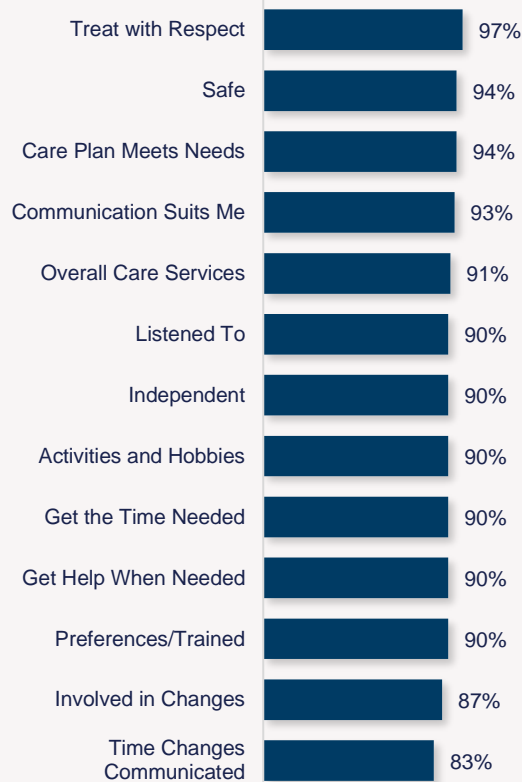 Treat with Respect 97%
Safe 94%
Care Plan Meets Needs 94%
Communication Suits Me 93%
Overall Care Services 91%
Listened To 90%
Independent 90%
Activities and Hobbies 90%
Get the Time Needed 90%
Get Help When Needed 90%
Preferences/Trained 90%
Involved in Changes 87%
Time Changes
Communicated 83%